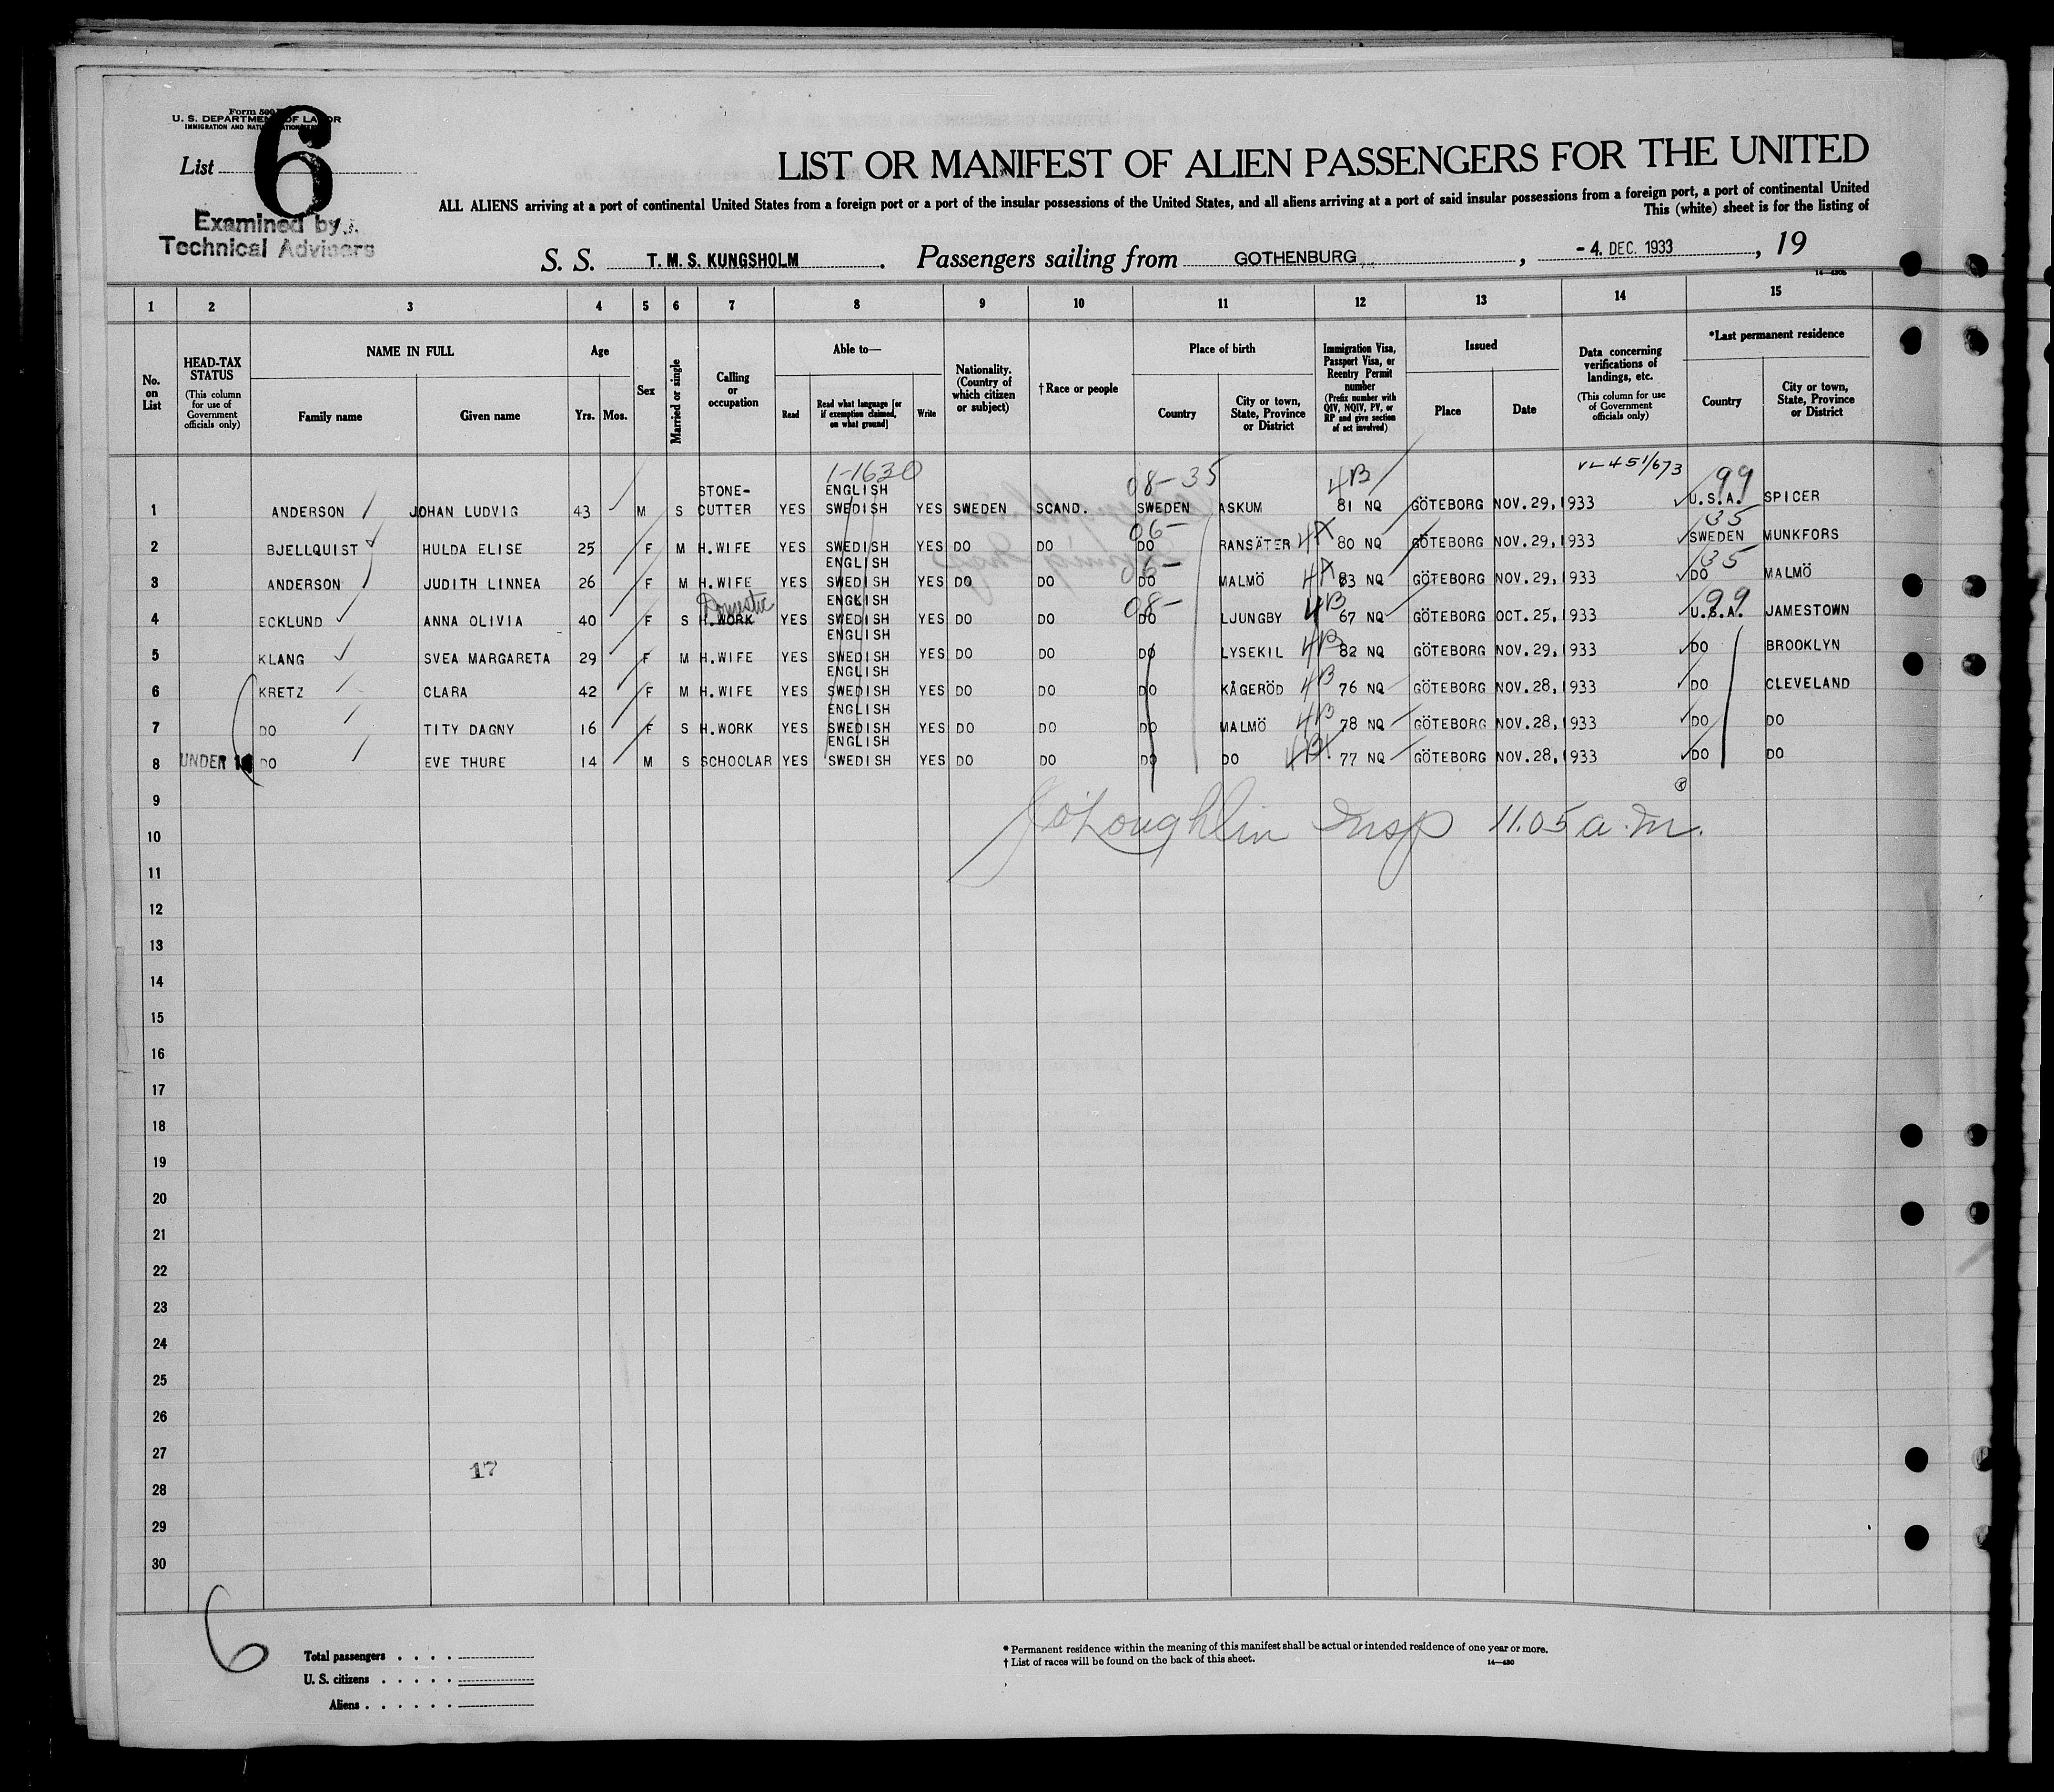 Form 500
U. S. DEPARTMENT OF LABOR
IMMIGRATION AND NATURALIZATION
List 6
Examined by
Technical Advisers
LIST OR MANIFEST OF ALIEN PASSENGERS FOR THE UNITED
ALL ALIENS arriving at a port of continental United States from a foreign port or a port of the insular possessions of the United States, and all aliens arriving at a port of said insular possessions from a foreign port, a port of continental United
This (white) sheet is for the listing of
S. S. T. M. S. KUNGSHOLM. Passengers sailing from GOTHENBURG, - 4. DEC. 1933, 19
14—430b
1 2 3 4 5 6 7 8 9 10 11 12 13 14 15
No. on List
HEAD-TAX STATUS (This column for use of Government officials only)
NAME IN FULL
Family name Given name
Age
Yrs. Mos.
Sex
Married or single
Calling or occupation
Able to—
Read Read what language [or if exemption claimed, on what ground] Write
Nationality. (Country of which citizen or subject)
†Race or people
Place of birth
Country City or town, State, Province or District
Immigration Visa, Passport Visa, or Reentry Permit number (Prefix number with QIV, NQIV, PV, or RP and give section of act involved)
Issued
Place Date
Data concerning verifications of landings, etc. (This column for use of Government officials only)
*Last permanent residence
Country City or town, State, Province or District
1-1630 08-35 4B 451/673 99
STONE- ENGLISH
1 ANDERSON JOHAN LUDVIG 43 M S CUTTER YES SWEDISH YES SWEDEN SCAND. SWEDEN ASKUM 81 NQ GÖTEBORG NOV.29,1933 U.S.A. SPICER
06- 35
2 BJELLQUIST HULDA ELISE 25 F M H.WIFE YES SWEDISH YES DO DO DO RANSÄTER 4A 80 NQ GÖTEBORG NOV.29,1933 SWEDEN MUNKFORS
ENGLISH 35
3 ANDERSON JUDITH LINNEA 26 F M H.WIFE YES SWEDISH YES DO DO DO MALMÖ 4A 83 NQ GÖTEBORG NOV.29,1933 DO MALMÖ
Domestic ENGLISH 08- 4B 99
4 ECKLUND ANNA OLIVIA 40 F S H.WORK YES SWEDISH YES DO DO DO LJUNGBY 67 NQ GÖTEBORG OCT.25,1933 U.S.A. JAMESTOWN
ENGLISH
5 KLANG SVEA MARGARETA 29 F M H.WIFE YES SWEDISH YES DO DO DO LYSEKIL 4B 82 NQ GÖTEBORG NOV.29,1933 DO BROOKLYN
ENGLISH
6 KRETZ CLARA 42 F M H.WIFE YES SWEDISH YES DO DO DO KÅGERÖD 4B 76 NQ GÖTEBORG NOV.28,1933 DO CLEVELAND
ENGLISH
7 DO TITY DAGNY 16 F S H.WORK YES SWEDISH YES DO DO DO MALMÖ 4B 78 NQ GÖTEBORG NOV.28,1933 DO DO
ENGLISH
8 UNDER 16 DO EVE THURE 14 M S SCHOOLAR YES SWEDISH YES DO DO DO DO 4B 77 NQ GÖTEBORG NOV.28,1933 DO DO
9
J O'Loughlin Insp 11.05 a.m.
10
11
12
13
14
15
16
17
18
19
20
21
22
23
24
25
26
27
17
28
29
30
6
Total passengers . . . .
U. S. citizens . . . . .
Aliens . . . . . .
* Permanent residence within the meaning of this manifest shall be actual or intended residence of one year or more.
† List of races will be found on the back of this sheet. 14—430